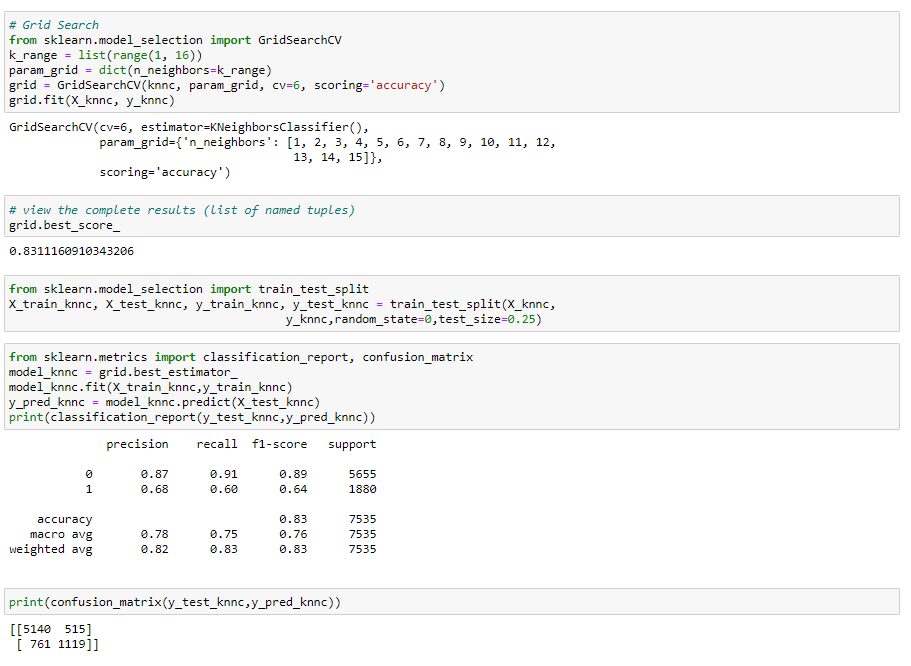 # Grid Search
from sklearn.model_selection import GridSearchCV
k_range = list(range(1, 16))
param_grid = dict(n_neighbors=k_range)
grid = GridSearchCV(knnc, param_grid, cv=6, scoring='accuracy')
grid.fit(X_knnc, y_knnc)
GridSearchCV(cv=6, estimator=KNeighborsClassifier(),
             param_grid={'n_neighbors': [1, 2, 3, 4, 5, 6, 7, 8, 9, 10, 11, 12,
                                         13, 14, 15]},
             scoring='accuracy')
# view the complete results (list of named tuples)
grid.best_score_
0.8311160910343206
from sklearn.model_selection import train_test_split
X_train_knnc, X_test_knnc, y_train_knnc, y_test_knnc = train_test_split(X_knnc,
                                        y_knnc,random_state=0,test_size=0.25)
from sklearn.metrics import classification_report, confusion_matrix
model_knnc = grid.best_estimator_
model_knnc.fit(X_train_knnc,y_train_knnc)
y_pred_knnc = model_knnc.predict(X_test_knnc)
print(classification_report(y_test_knnc,y_pred_knnc))
              precision    recall  f1-score   support
           0       0.87      0.91      0.89      5655
           1       0.68      0.60      0.64      1880
    accuracy                           0.83      7535
   macro avg       0.78      0.75      0.76      7535
weighted avg       0.82      0.83      0.83      7535
print(confusion_matrix(y_test_knnc,y_pred_knnc))
[[5140  515]
 [ 761 1119]]